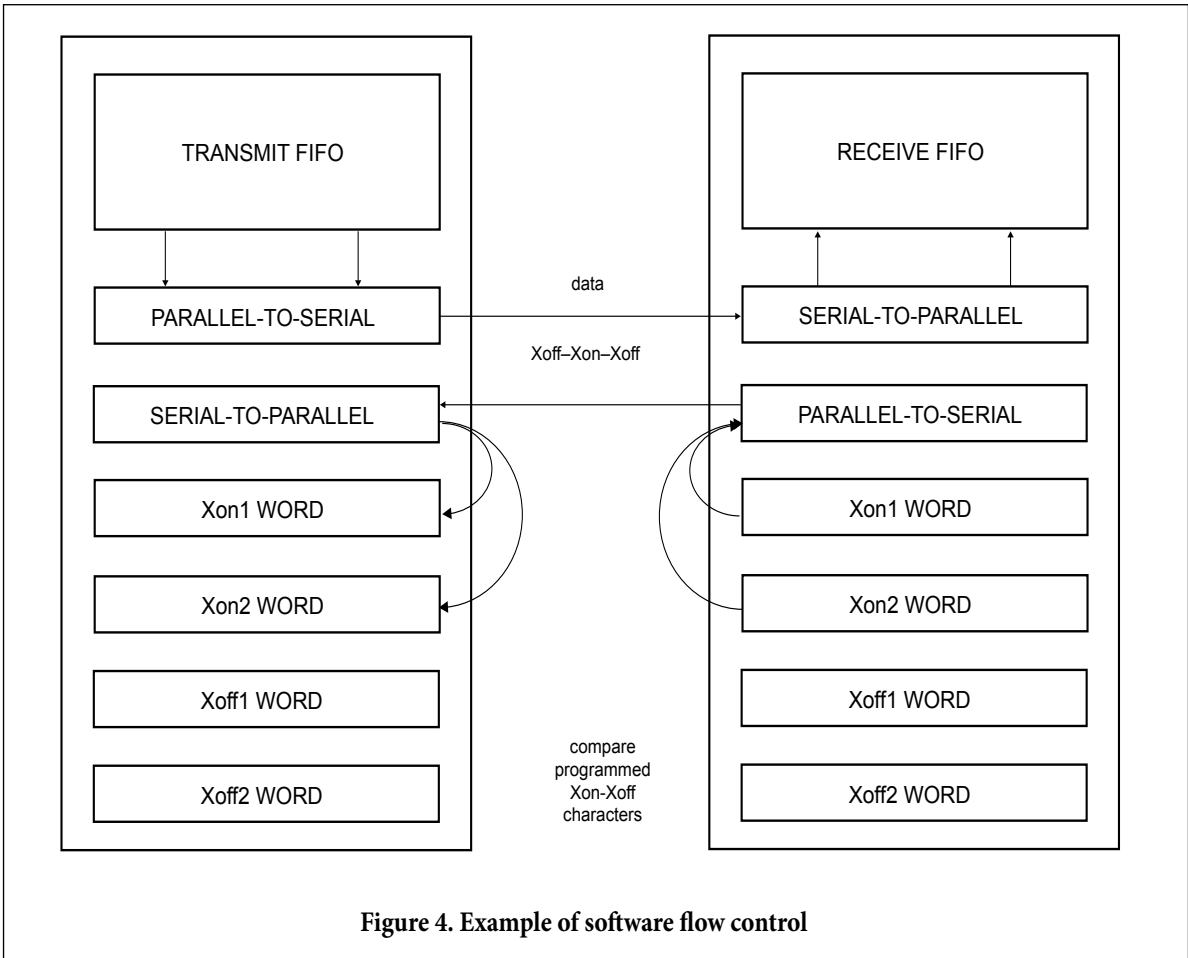 TRANSMIT FIFO
PARALLEL-TO-SERIAL
SERIAL-TO-PARALLEL
Xon1 WORD
Xon2 WORD
Xoff1 WORD
Xoff2 WORD
data
Xoff–Xon–Xoff
compare
programmed
Xon-Xoff
characters
RECEIVE FIFO
SERIAL-TO-PARALLEL
PARALLEL-TO-SERIAL
Xon1 WORD
Xon2 WORD
Xoff1 WORD
Xoff2 WORD
Figure 4. Example of software flow control